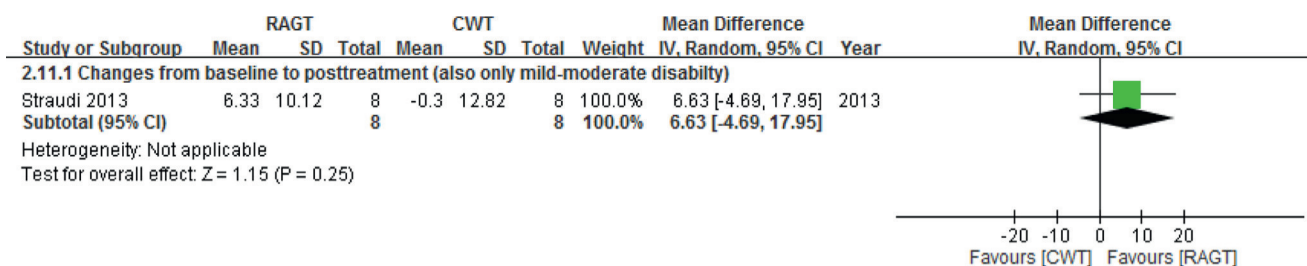 RAGT CWT Mean Difference Mean Difference
Study or Subgroup Mean SD Total Mean SD Total Weight IV, Random, 95% CI Year IV, Random, 95% CI
2.11.1 Changes from baseline to posttreatment (also only mild-moderate disabilty)
Straudi 2013 6.33 10.12 8 -0.3 12.82 8 100.0% 6.63 [-4.69, 17.95] 2013
Subtotal (95% CI) 8 8 100.0% 6.63 [-4.69, 17.95]
Heterogeneity: Not applicable
Test for overall effect: Z = 1.15 (P = 0.25)
-20 -10 0 10 20
Favours [CWT] Favours [RAGT]